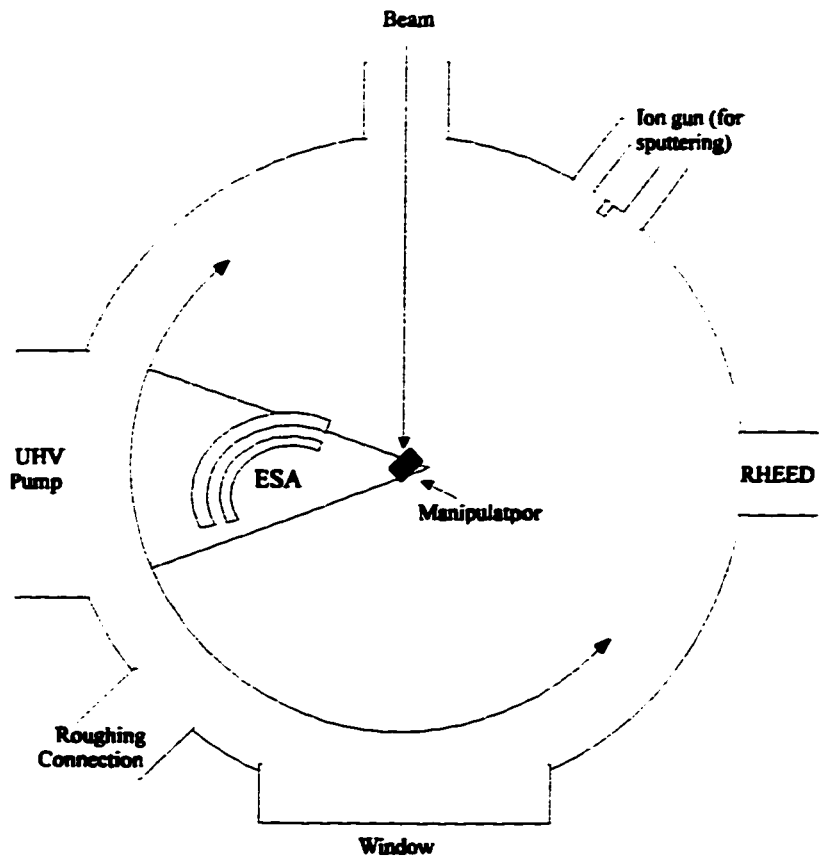 Beam
Ion gun (for
sputtering)
UHV
Pump
ESA
RHEED
Manipulatpor
Roughing
Connection
Window